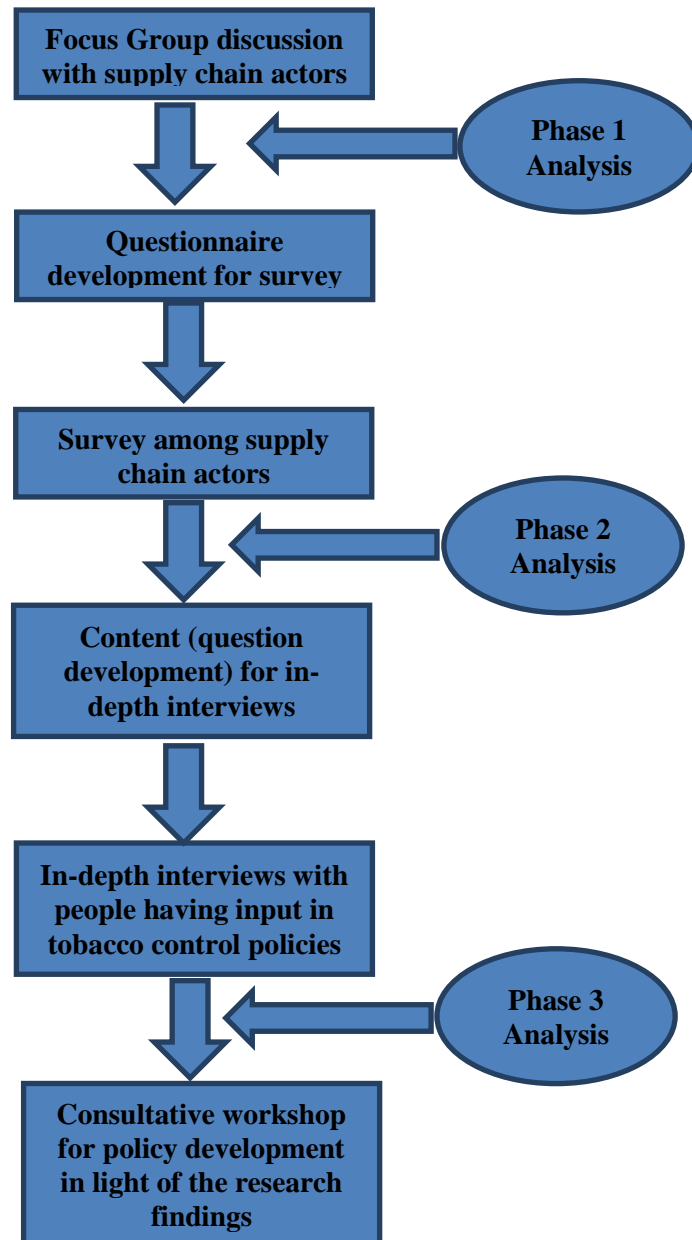 Focus Group discussion
with supply chain actors
Phase 1
Analysis
Questionnaire
development for survey
Survey among supply
chain actors
Phase 2
Analysis
Content (question
development) for in-
depth interviews
In-depth interviews with
people having input in
tobacco control policies
Phase 3
Analysis
Consultative workshop
for policy development
in light of the research
findings